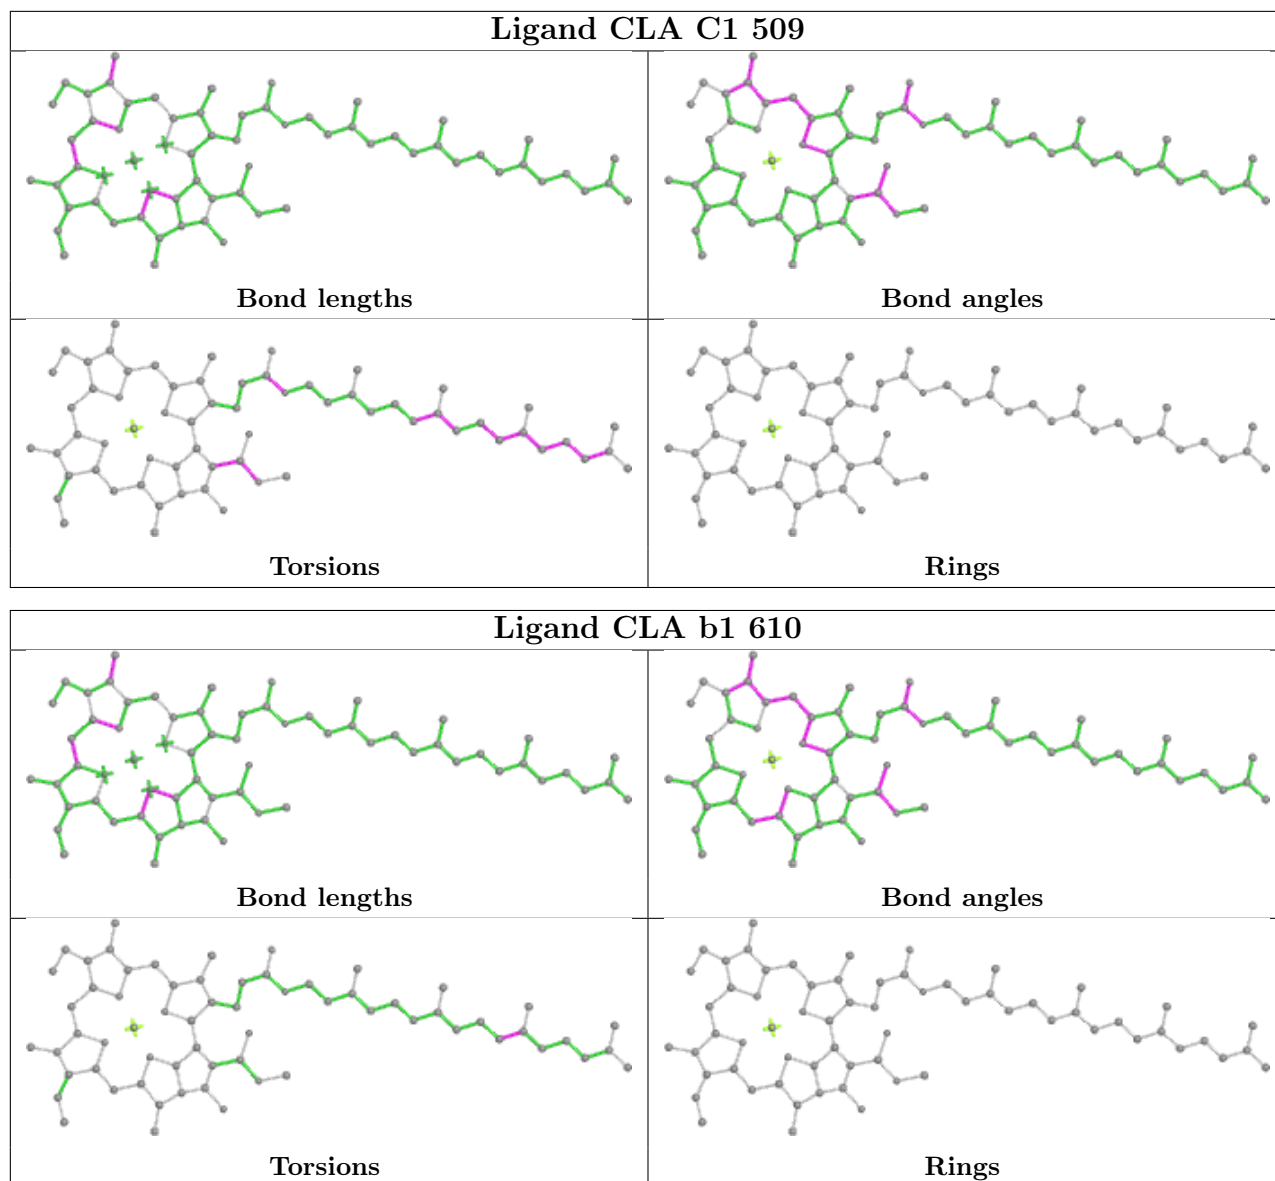 Ligand CLA C1 509
Bond lengths
Bond angles
Torsions
Rings
Ligand CLA b1 610
Bond lengths
Bond angles
Torsions
Rings